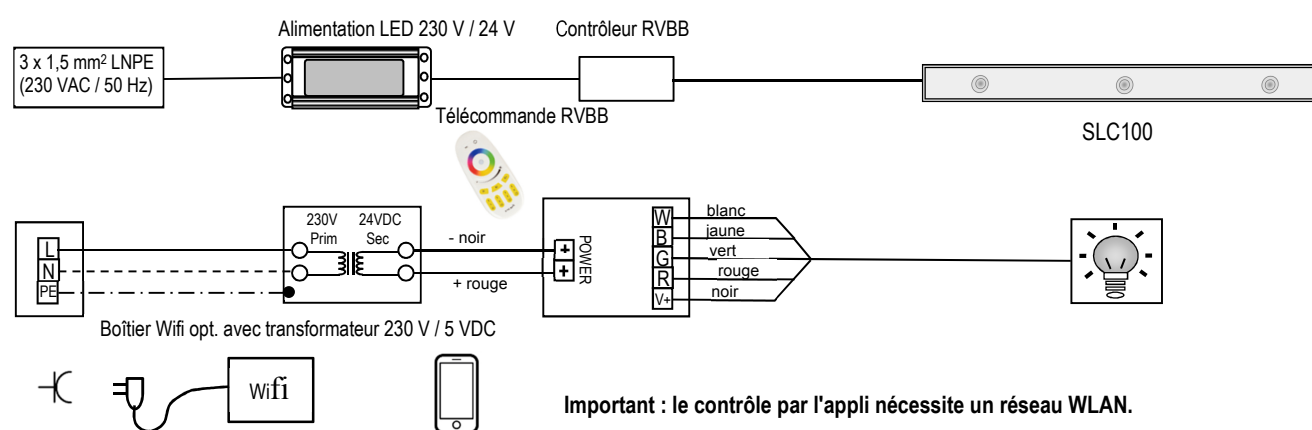 Alimentation LED 230 V / 24 V
Contrôleur RVBB
3 x 1,5 mm² LNPE
(230 VAC / 50 Hz)
Télécommande RVBB
SLC100
230V
Prim
24VDC
Sec
L
N
PE
- noir
+ rouge
+
+
POWER
W
B
G
R
V+
blanc
jaune
vert
rouge
noir
Boîtier Wifi opt. avec transformateur 230 V / 5 VDC
Wifi
Important : le contrôle par l'appli nécessite un réseau WLAN.